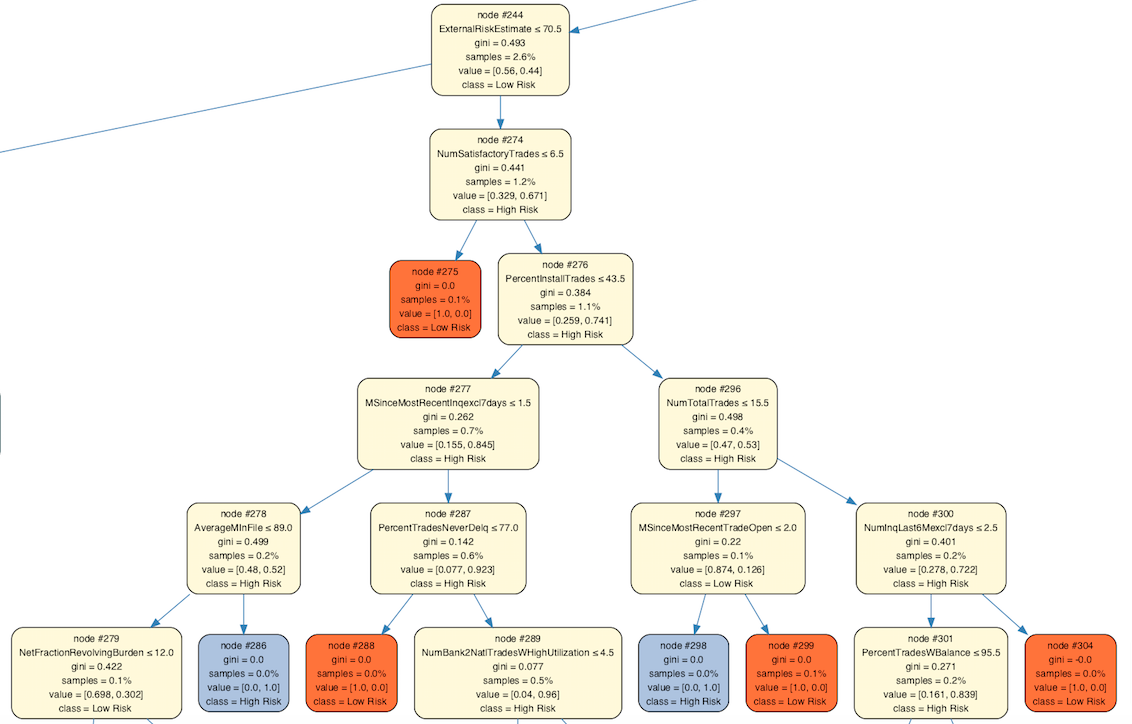 node #244
ExternalRiskEstimate ≤ 70.5
gini = 0.493
samples = 2.6%
value = [0.56, 0.44]
class = Low Risk
node #274
NumSatisfactoryTrades ≤ 6.5
gini = 0.441
samples = 1.2%
value = [0.329, 0.671]
class = High Risk
node #275
gini = 0.0
samples = 0.1%
value = [1.0, 0.0]
class = Low Risk
node #276
PercentInstallTrades ≤ 43.5
gini = 0.384
samples = 1.1%
value = [0.259, 0.741]
class = High Risk
node #277
MSinceMostRecentInqexcl7days ≤ 1.5
gini = 0.262
samples = 0.7%
value = [0.155, 0.845]
class = High Risk
node #296
NumTotalTrades ≤ 15.5
gini = 0.498
samples = 0.4%
value = [0.47, 0.53]
class = High Risk
node #278
AverageMInFile ≤ 89.0
gini = 0.499
samples = 0.2%
value = [0.48, 0.52]
class = High Risk
node #287
PercentTradesNeverDelq ≤ 77.0
gini = 0.142
samples = 0.6%
value = [0.077, 0.923]
class = High Risk
node #297
MSinceMostRecentTradeOpen ≤ 2.0
gini = 0.22
samples = 0.1%
value = [0.874, 0.126]
class = Low Risk
node #300
NumInqLast6Mexcl7days ≤ 2.5
gini = 0.401
samples = 0.2%
value = [0.278, 0.722]
class = High Risk
node #279
NetFractionRevolvingBurden ≤ 12.0
gini = 0.422
samples = 0.1%
value = [0.698, 0.302]
class = Low Risk
node #286
gini = 0.0
samples = 0.0%
value = [0.0, 1.0]
class = High Risk
node #288
gini = 0.0
samples = 0.0%
value = [1.0, 0.0]
class = Low Risk
node #289
NumBank2NatlTradesWHighUtilization ≤ 4.5
gini = 0.077
samples = 0.5%
value = [0.04, 0.96]
class = High Risk
node #298
gini = 0.0
samples = 0.0%
value = [0.0, 1.0]
class = High Risk
node #299
gini = 0.0
samples = 0.1%
value = [1.0, 0.0]
class = Low Risk
node #301
PercentTradesWBalance ≤ 95.5
gini = 0.271
samples = 0.2%
value = [0.161, 0.839]
class = High Risk
node #304
gini = -0.0
samples = 0.0%
value = [1.0, 0.0]
class = Low Risk